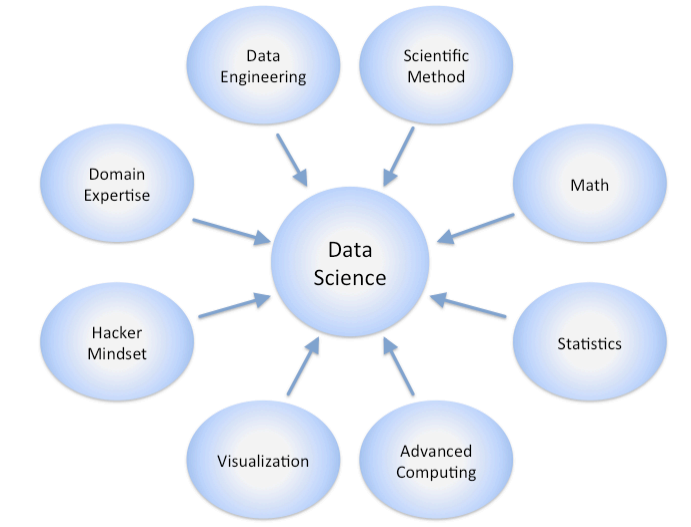 Data
Engineering
Scientific
Method
Domain
Expertise
Math
Data
Science
Hacker
Mindset
Statistics
Visualization
Advanced
Computing